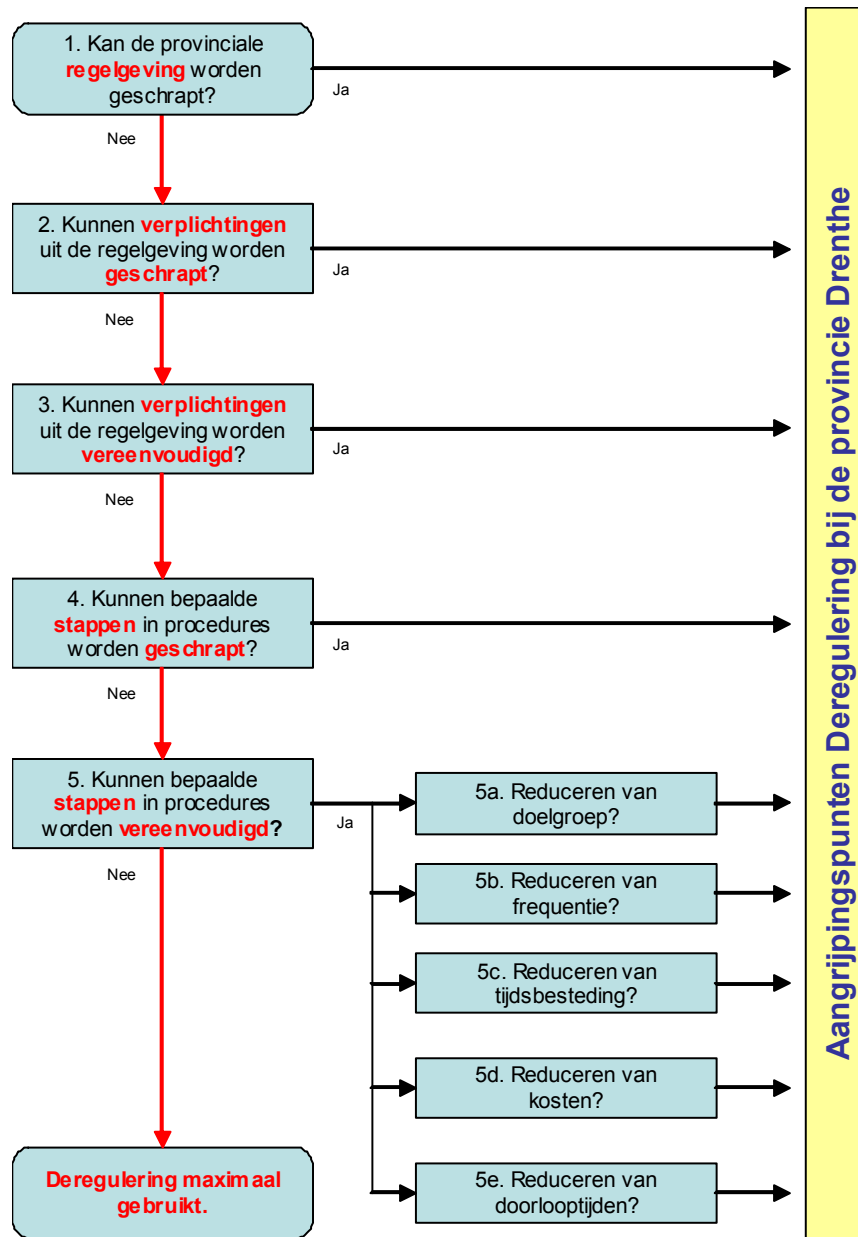 1. Kan de provinciale
regelgeving worden
geschrapt?
Ja
Nee
2. Kunnen verplichtingen
uit de regelgeving worden
geschrapt?
Ja
Nee
3. Kunnen verplichtingen
uit de regelgeving worden
vereenvoudigd?
Ja
Nee
4. Kunnen bepaalde
stappen in procedures
worden geschrapt?
Ja
Nee
5. Kunnen bepaalde
stappen in procedures
worden vereenvoudigd?
Ja
Nee
5a. Reduceren van
doelgroep?
5b. Reduceren van
frequentie?
5c. Reduceren van
tijdsbesteding?
5d. Reduceren van
kosten?
5e. Reduceren van
doorlooptijden?
Deregulering maximaal
gebruikt.
Aangrijpingspunten Deregulering bij de provincie Drenthe